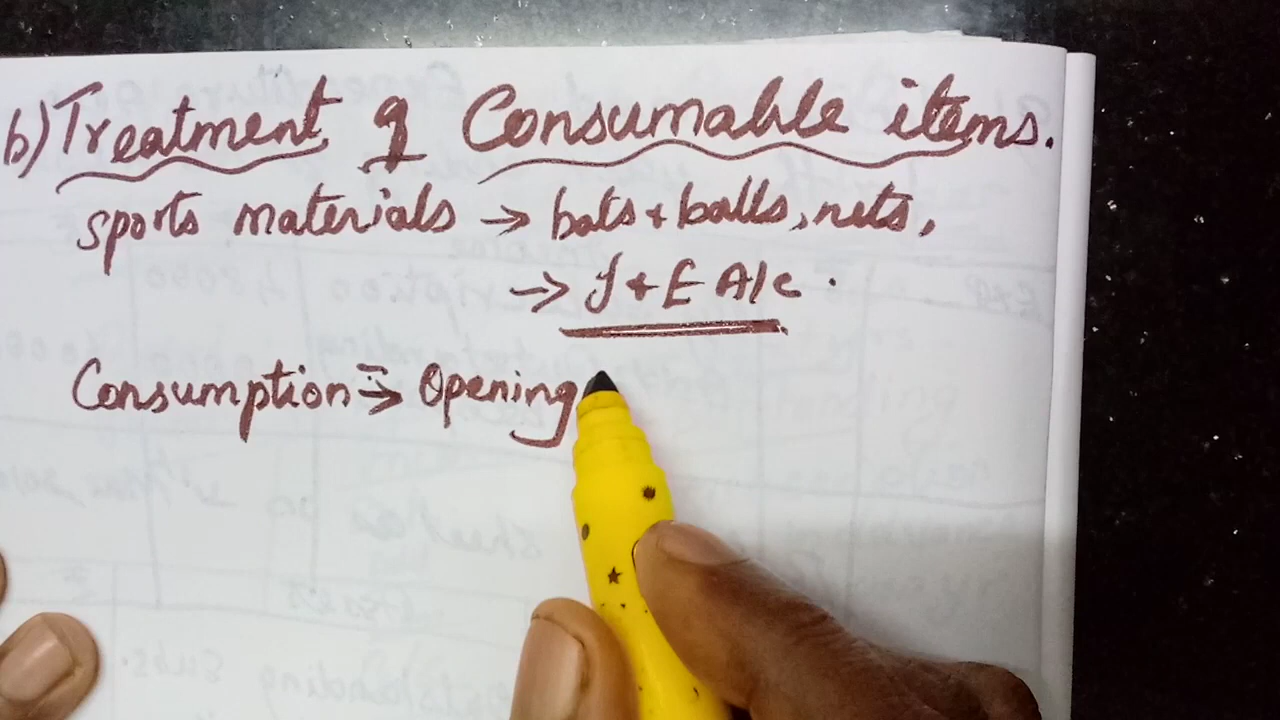 b) Treatment of Consumable items.
sports materials → bats + balls, nets,
→ I + E A/c.
Consumption → Opening